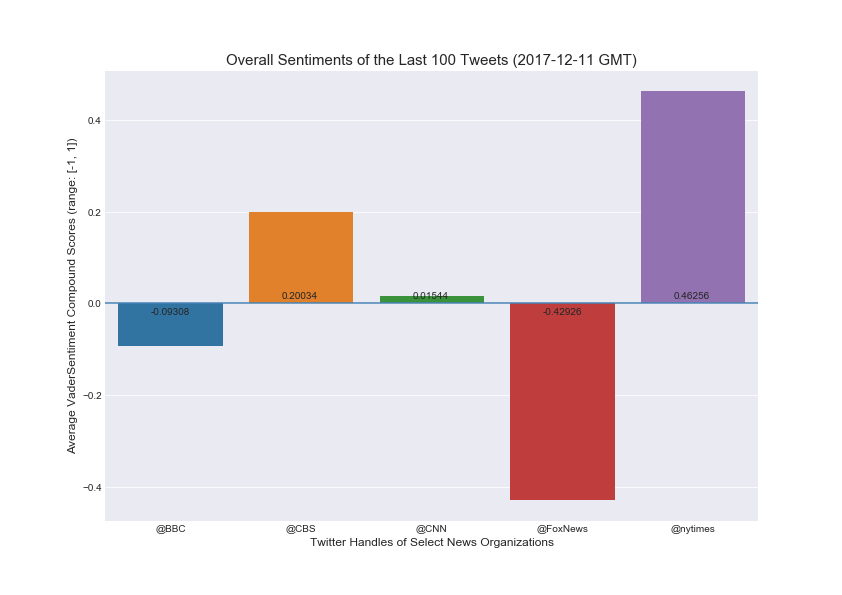 Overall Sentiments of the Last 100 Tweets (2017-12-11 GMT)
Average VaderSentiment Compound Scores (range: [-1, 1])
0.4
0.2
0.0
−0.2
−0.4
-0.09308
0.20034
0.01544
-0.42926
0.46256
@BBC
@CBS
@CNN
@FoxNews
@nytimes
Twitter Handles of Select News Organizations